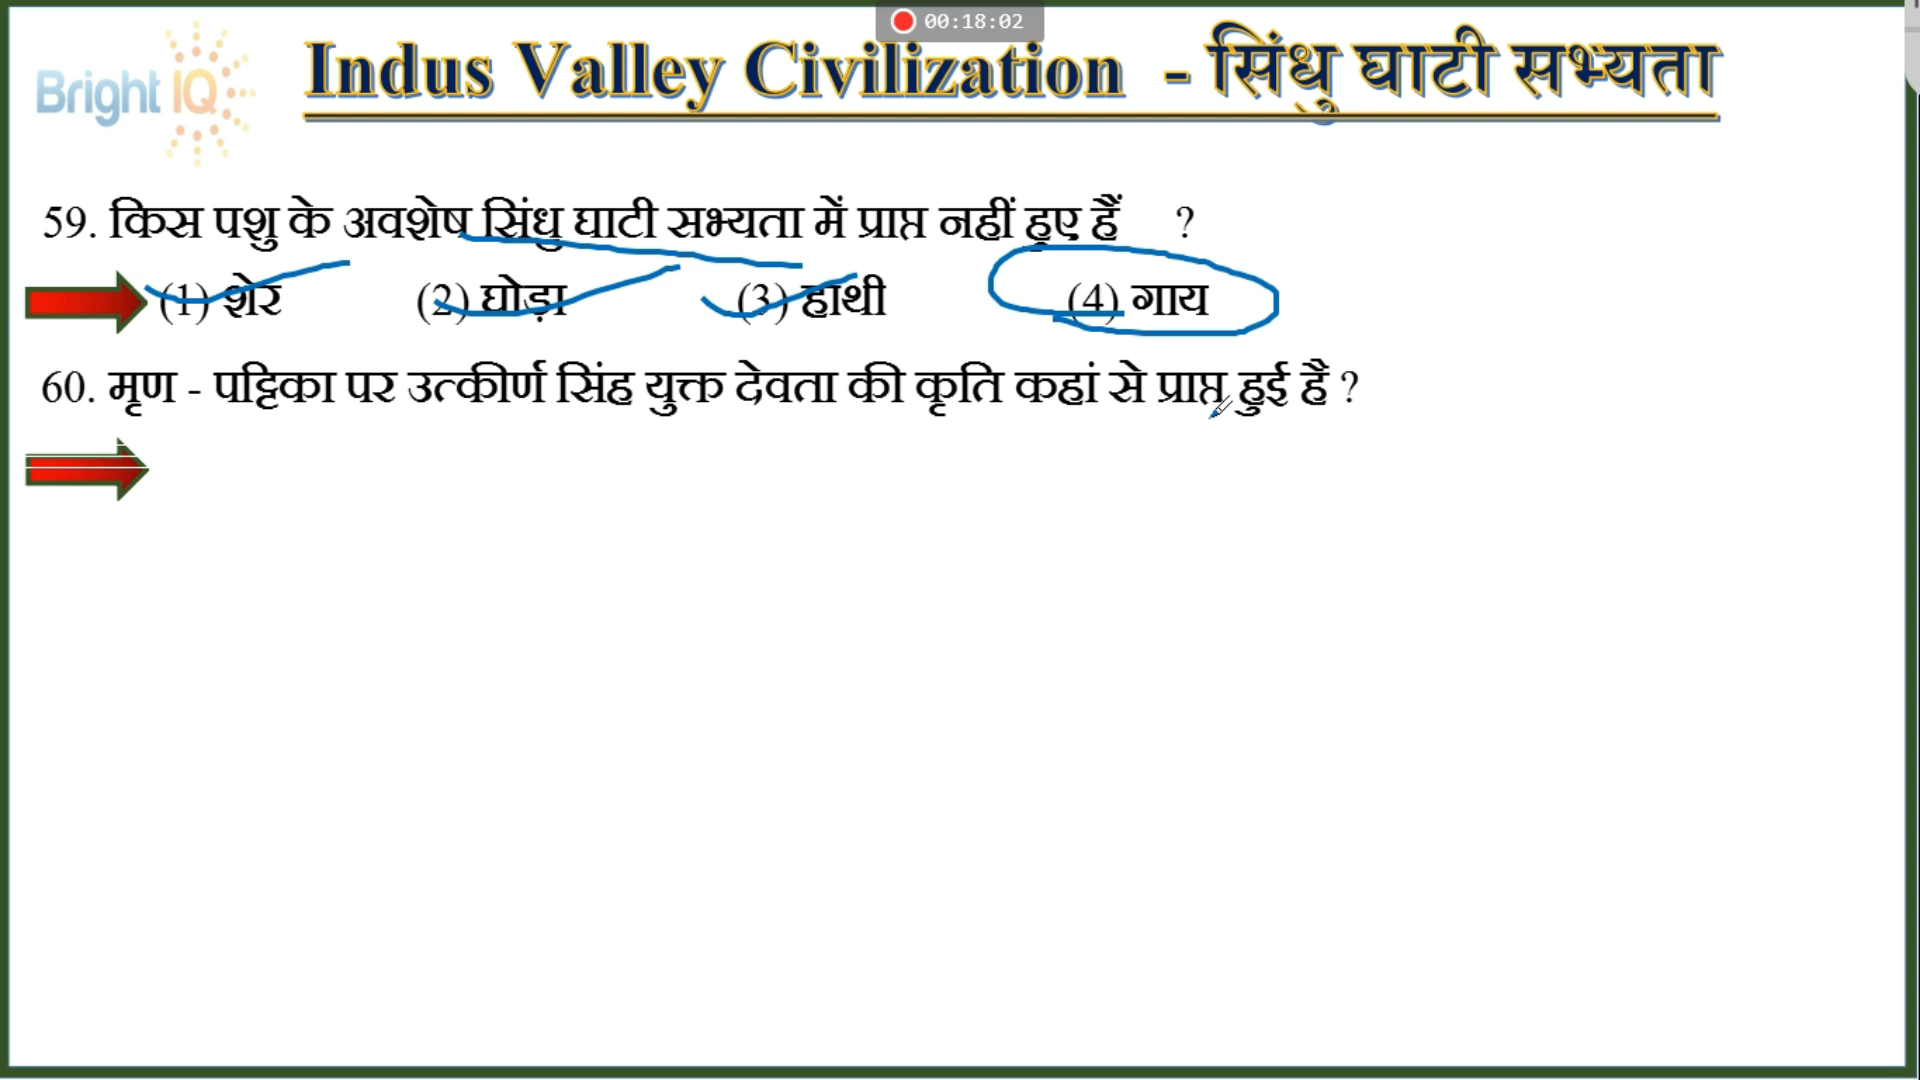 00:18:02
Bright IQ
Indus Valley Civilization - सिंधु घाटी सभ्यता
59. किस पशु के अवशेष सिंधु घाटी सभ्यता में प्राप्त नहीं हुए हैं ?
(1) शेर (2) घोड़ा (3) हाथी (4) गाय
60. मृण - पट्टिका पर उत्कीर्ण सिंह युक्त देवता की कृति कहां से प्राप्त हुई है ?